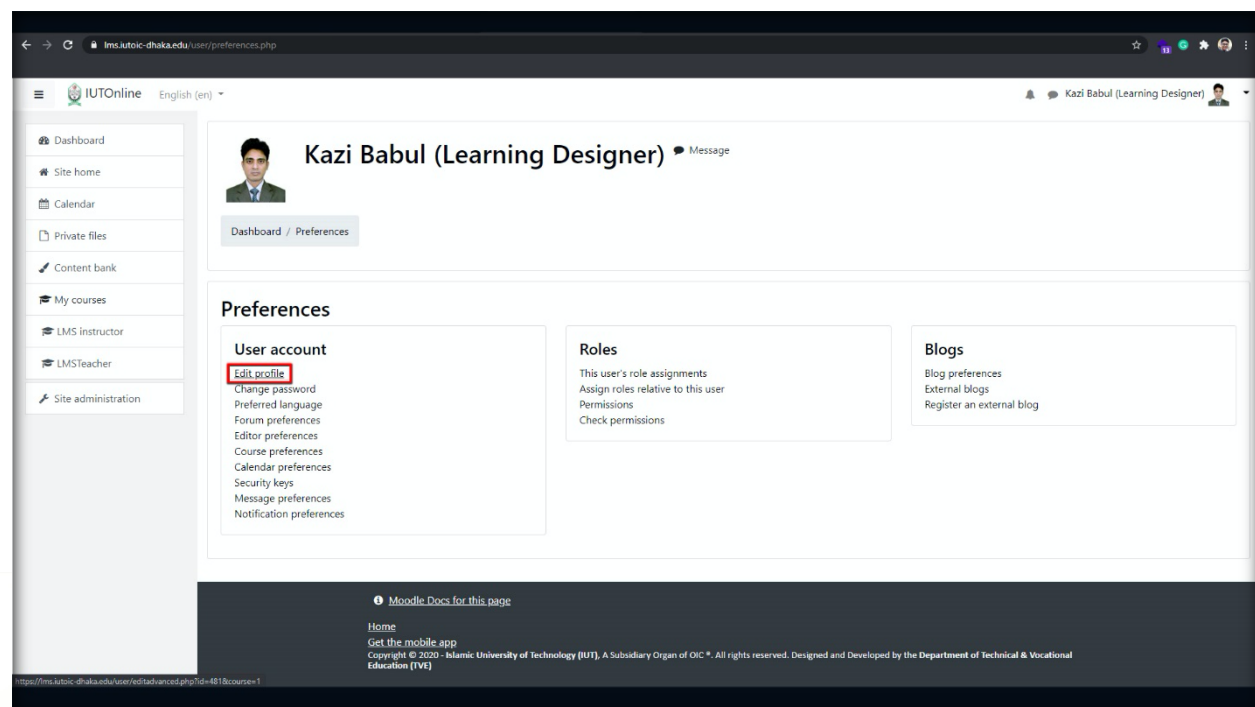 lms.iutoic-dhaka.edu/user/preferences.php
13
IUTOnline English (en)
Kazi Babul (Learning Designer)
Dashboard
Site home
Calendar
Private files
Content bank
My courses
LMS instructor
LMSTeacher
Site administration
Kazi Babul (Learning Designer) Message
Dashboard / Preferences
Preferences
User account
Edit profile
Change password
Preferred language
Forum preferences
Editor preferences
Course preferences
Calendar preferences
Security keys
Message preferences
Notification preferences
Roles
This user's role assignments
Assign roles relative to this user
Permissions
Check permissions
Blogs
Blog preferences
External blogs
Register an external blog
Moodle Docs for this page
Home
Get the mobile app
Copyright © 2020 - Islamic University of Technology (IUT), A Subsidiary Organ of OIC ®. All rights reserved. Designed and Developed by the Department of Technical & Vocational
Education (TVE)
https://lms.iutoic-dhaka.edu/user/editadvanced.php?id=481&course=1